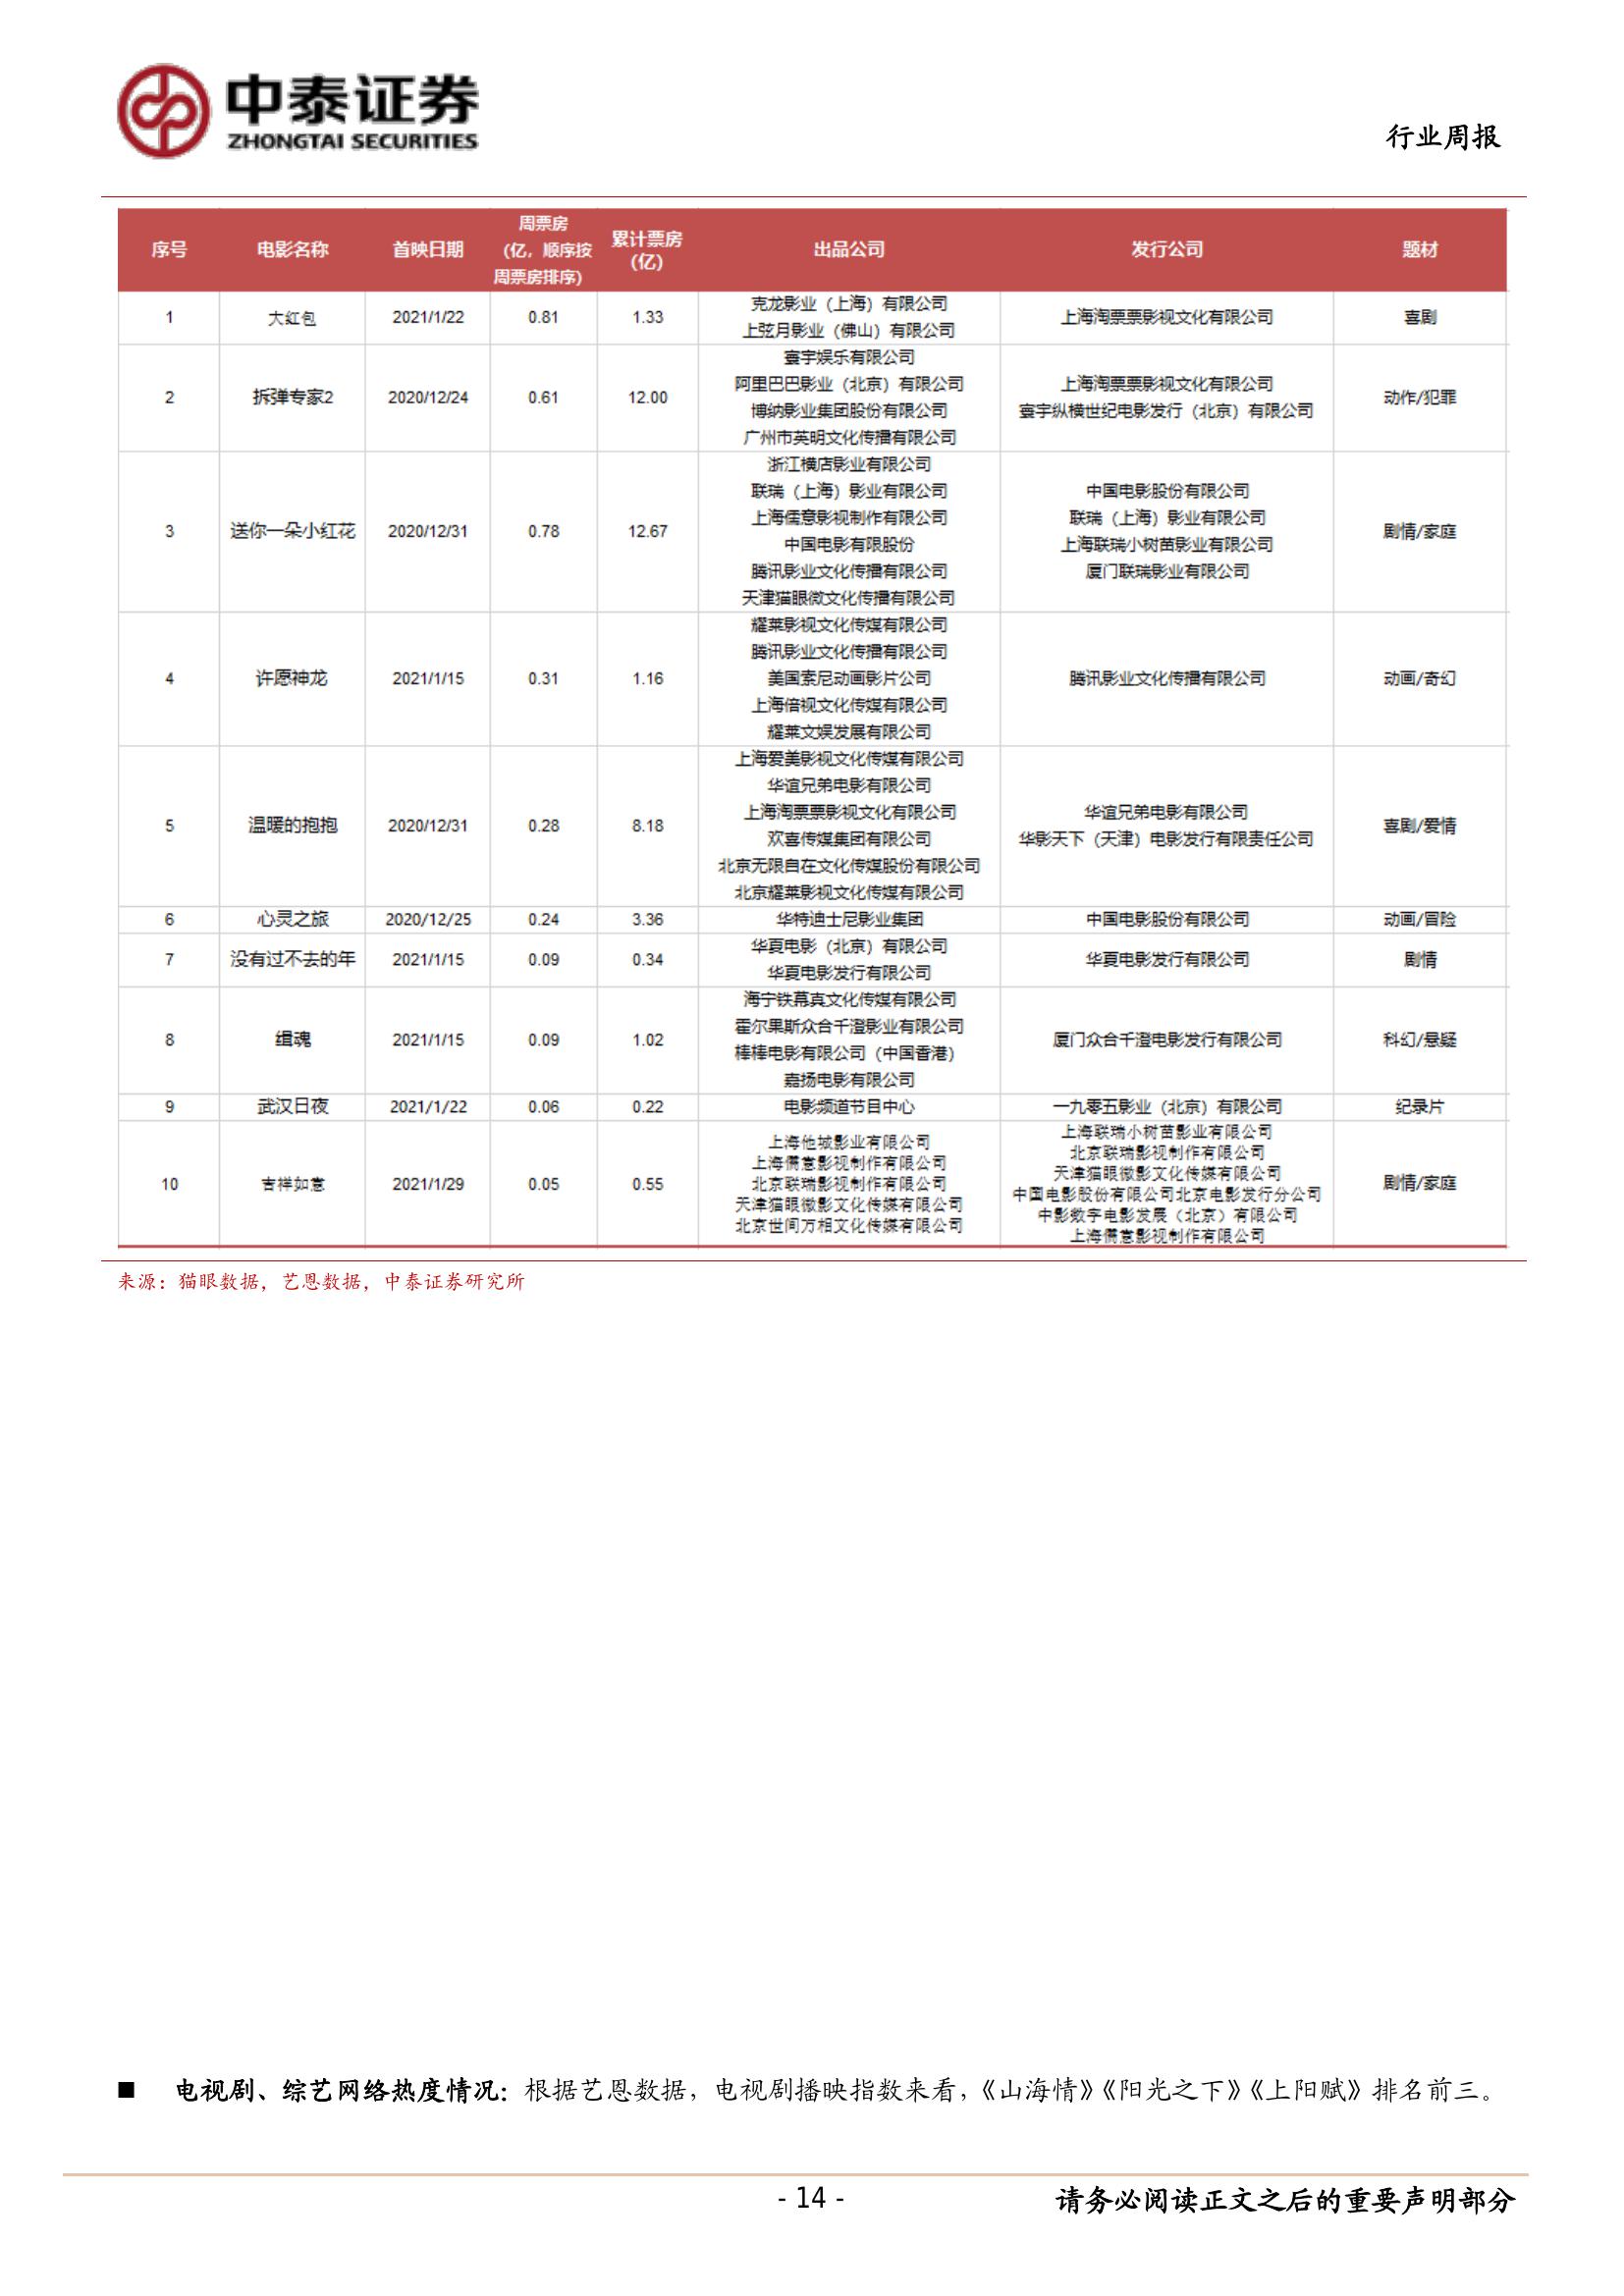 中泰证券
ZHONGTAI SECURITIES
行业周报
序号 电影名称 首映日期 周票房(亿，顺序按周票房排序) 累计票房(亿) 出品公司 发行公司 题材
1 大红包 2021/1/22 0.81 1.33 克龙影业（上海）有限公司 上海淘票票影视文化有限公司 喜剧
上弦月影业（佛山）有限公司
2 拆弹专家2 2020/12/24 0.61 12.00 寰宇娱乐有限公司 上海淘票票影视文化有限公司 动作/犯罪
阿里巴巴影业（北京）有限公司 寰宇纵横世纪电影发行（北京）有限公司
博纳影业集团股份有限公司
广州市英明文化传播有限公司
3 送你一朵小红花 2020/12/31 0.78 12.67 浙江横店影业有限公司 中国电影股份有限公司 剧情/家庭
联瑞（上海）影业有限公司 联瑞（上海）影业有限公司
上海儒意影视制作有限公司 上海联瑞小树苗影业有限公司
中国电影有限股份 厦门联瑞影业有限公司
腾讯影业文化传播有限公司
天津猫眼微文化传播有限公司
4 许愿神龙 2021/1/15 0.31 1.16 耀莱影视文化传媒有限公司 腾讯影业文化传播有限公司 动画/奇幻
腾讯影业文化传播有限公司
美国索尼动画影片公司
上海倍视文化传媒有限公司
耀莱文娱发展有限公司
5 温暖的抱抱 2020/12/31 0.28 8.18 上海爱美影视文化传媒有限公司 华谊兄弟电影有限公司 喜剧/爱情
华谊兄弟电影有限公司 华影天下（天津）电影发行有限责任公司
上海淘票票影视文化有限公司
欢喜传媒集团有限公司
北京无限自在文化传媒股份有限公司
北京耀莱影视文化传媒有限公司
6 心灵之旅 2020/12/25 0.24 3.36 华特迪士尼影业集团 中国电影股份有限公司 动画/冒险
7 没有过不去的年 2021/1/15 0.09 0.34 华夏电影（北京）有限公司 华夏电影发行有限公司 剧情
华夏电影发行有限公司
8 缉魂 2021/1/15 0.09 1.02 海宁铁幕真文化传媒有限公司 厦门众合千澄电影发行有限公司 科幻/悬疑
霍尔果斯众合千澄影业有限公司
棒棒电影有限公司（中国香港）
嘉扬电影有限公司
9 武汉日夜 2021/1/22 0.06 0.22 电影频道节目中心 一九零五影业（北京）有限公司 纪录片
10 吉祥如意 2021/1/29 0.05 0.55 上海他城影业有限公司 上海联瑞小树苗影业有限公司 剧情/家庭
上海儒意影视制作有限公司 北京联瑞影视制作有限公司
北京联瑞影视制作有限公司 天津猫眼微影文化传媒有限公司
天津猫眼微影文化传媒有限公司 中国电影股份有限公司北京电影发行分公司
北京世间万相文化传媒有限公司 中影数字电影发展（北京）有限公司
上海儒意影视制作有限公司
来源：猫眼数据，艺恩数据，中泰证券研究所
■ 电视剧、综艺网络热度情况：根据艺恩数据，电视剧播映指数来看，《山海情》《阳光之下》《上阳赋》排名前三。
- 14 -
请务必阅读正文之后的重要声明部分